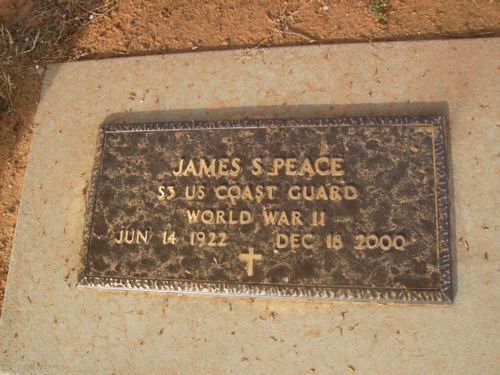 JAMES S PEACE
S3 US COAST GUARD
WORLD WAR II
JUN 14 1922 DEC 18 2000